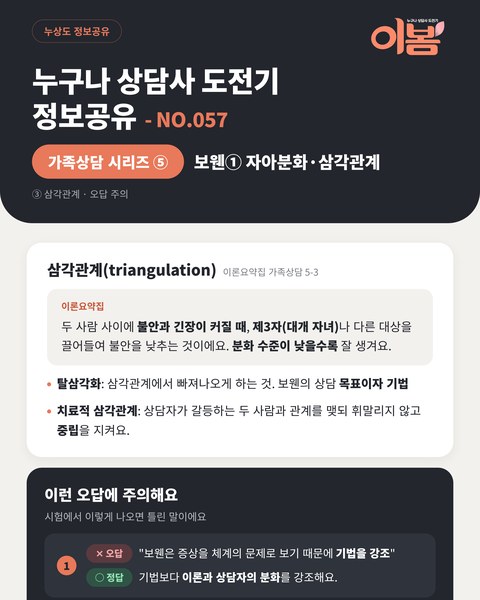 누상도 정보공유
누구나 상담사 도전기
이봄
누구나 상담사 도전기
정보공유 - NO.057
가족상담 시리즈 ⑤ 보웬① 자아분화·삼각관계
③ 삼각관계 · 오답 주의
삼각관계(triangulation) 이론요약집 가족상담 5-3
이론요약집
두 사람 사이에 불안과 긴장이 커질 때, 제3자(대개 자녀)나 다른 대상을
끌어들여 불안을 낮추는 것이에요. 분화 수준이 낮을수록 잘 생겨요.
• 탈삼각화: 삼각관계에서 빠져나오게 하는 것. 보웬의 상담 목표이자 기법
• 치료적 삼각관계: 상담자가 갈등하는 두 사람과 관계를 맺되 휘말리지 않고
중립을 지켜요.
이런 오답에 주의해요
시험에서 이렇게 나오면 틀린 말이에요
1 × 오답 "보웬은 증상을 체계의 문제로 보기 때문에 기법을 강조"
○ 정답 기법보다 이론과 상담자의 분화를 강조해요.